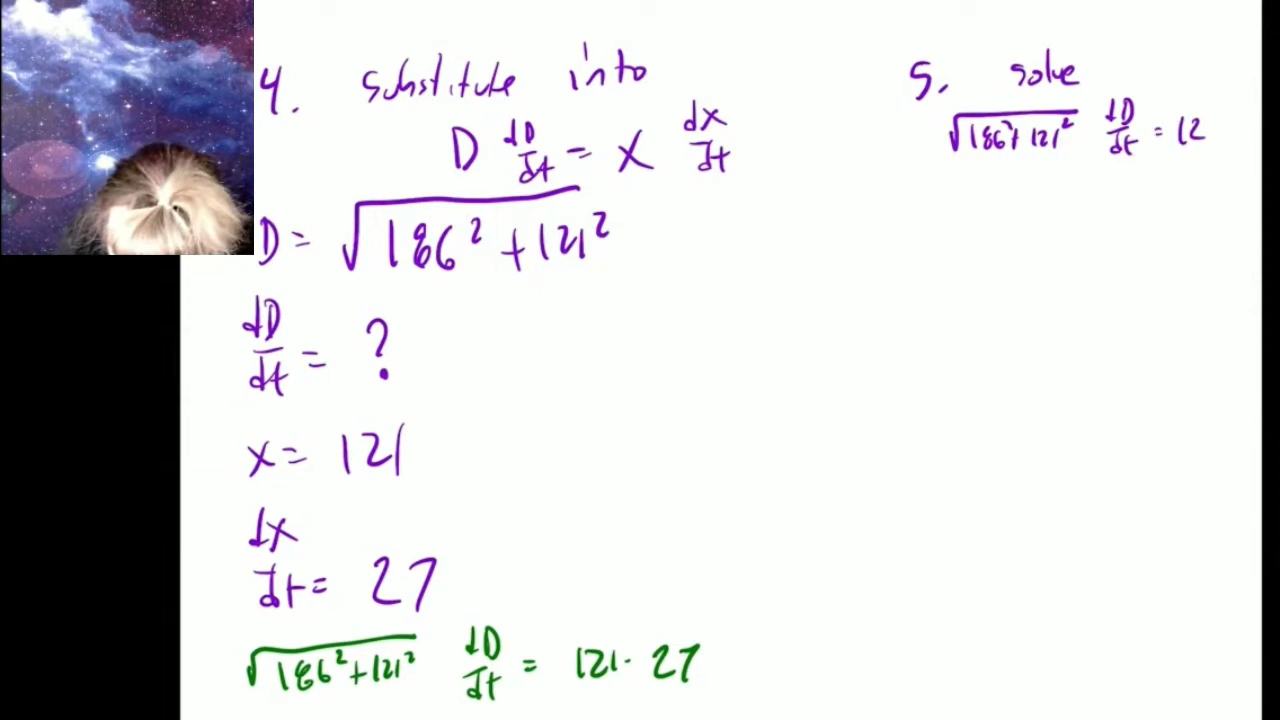 4. substitute into
D dD/dt = x dx/dt
D = √(186² + 121²)
dD/dt = ?
x = 121
dx/dt = 27
√(186² + 121²) dD/dt = 121 · 27
5. solve
√(186² + 121²) dD/dt = 12